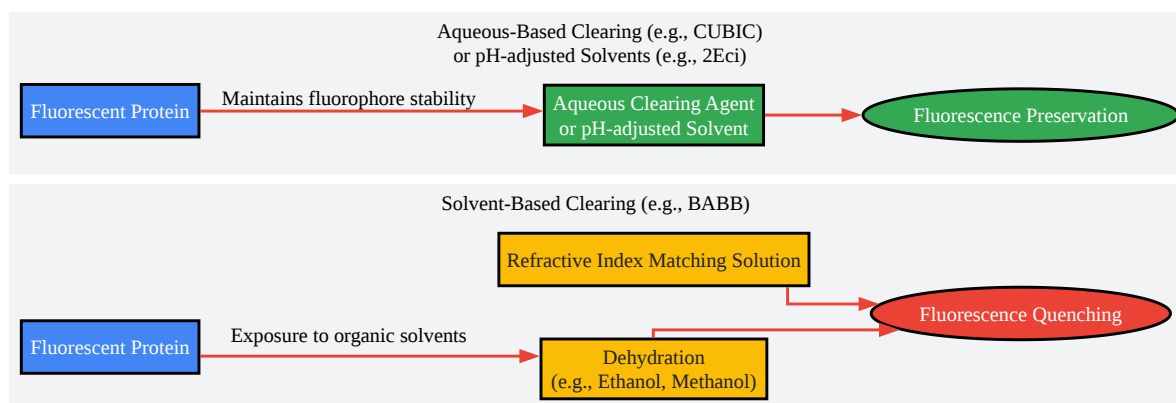 Aqueous-Based Clearing (e.g., CUBIC)
or pH-adjusted Solvents (e.g., 2Eci)
Fluorescent Protein
Maintains fluorophore stability
Aqueous Clearing Agent
or pH-adjusted Solvent
Fluorescence Preservation
Solvent-Based Clearing (e.g., BABB)
Refractive Index Matching Solution
Fluorescent Protein
Exposure to organic solvents
Dehydration
(e.g., Ethanol, Methanol)
Fluorescence Quenching